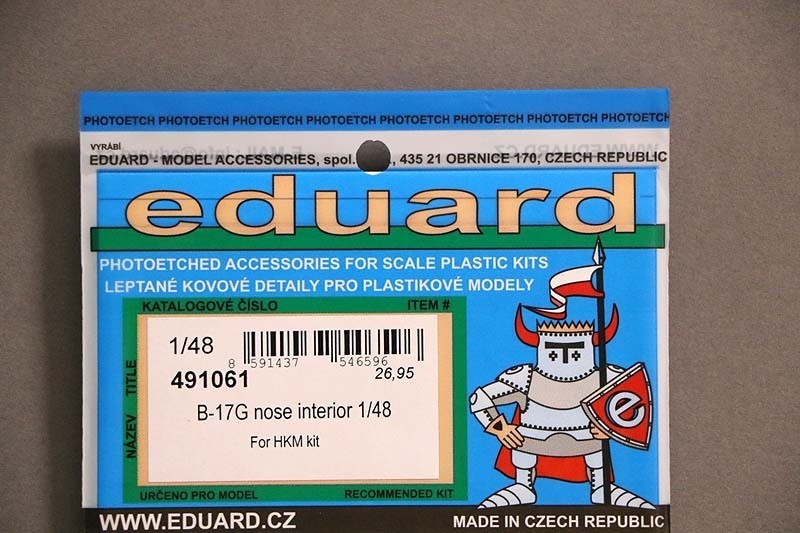 PHOTOETCH PHOTOETCH PHOTOETCH PHOTOETCH PHOTOETCH PHOTOETCH PHOTOETCH PHOTOETCH
VYRÁBÍ
EDUARD - MODEL ACCESSORIES, spol. , 435 21 OBRNICE 170, CZECH REPUBLIC
eduard
PHOTOETCHED ACCESSORIES FOR SCALE PLASTIC KITS
LEPTANÉ KOVOVÉ DETAILY PRO PLASTIKOVÉ MODELY
KATALOGOVÉ ČÍSLO ITEM #
1/48
8 591437 546596
491061 26,95
B-17G nose interior 1/48
For HKM kit
NÁZEV TITLE
e
URČENO PRO MODEL RECOMMENDED KIT
WWW.EDUARD.CZ MADE IN CZECH REPUBLIC